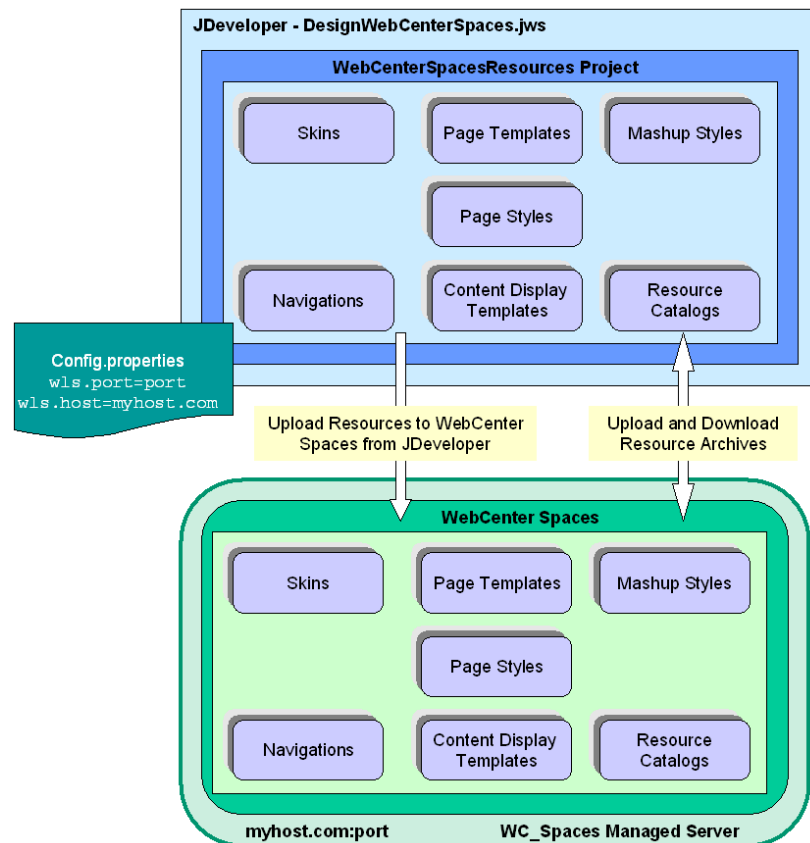 JDeveloper - DesignWebCenterSpaces.jws
WebCenterSpacesResources Project
Skins
Page Templates
Mashup Styles
Page Styles
Navigations
Content Display
Templates
Resource
Catalogs
Config.properties
wls.port=port
wls.host=myhost.com
Upload Resources to WebCenter
Spaces from JDeveloper
Upload and Download
Resource Archives
WebCenter Spaces
Skins
Page Templates
Mashup Styles
Page Styles
Navigations
Content Display
Templates
Resource
Catalogs
myhost.com:port
WC_Spaces Managed Server